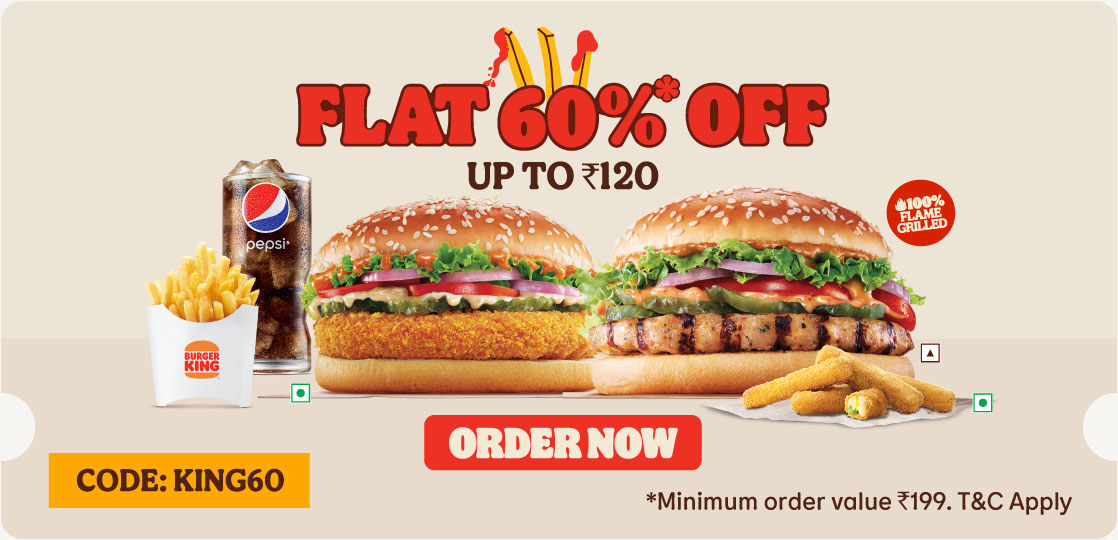 FLAT 60%* OFF
UP TO ₹120
pepsi
100%
FLAME
GRILLED
BURGER
KING
ORDER NOW
CODE: KING60
*Minimum order value ₹199. T&C Apply